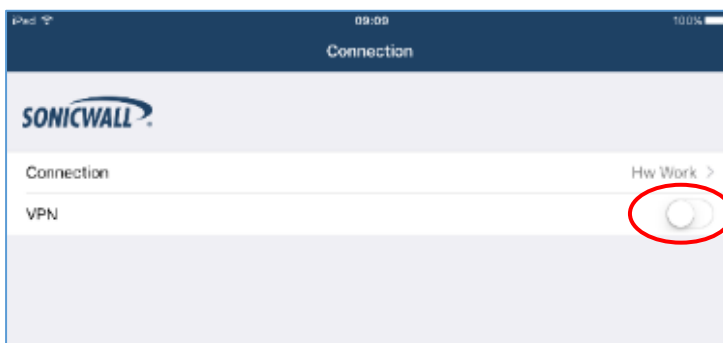 iPad 09:09 100%
Connection
SONICWALL
Connection Hw Work >
VPN